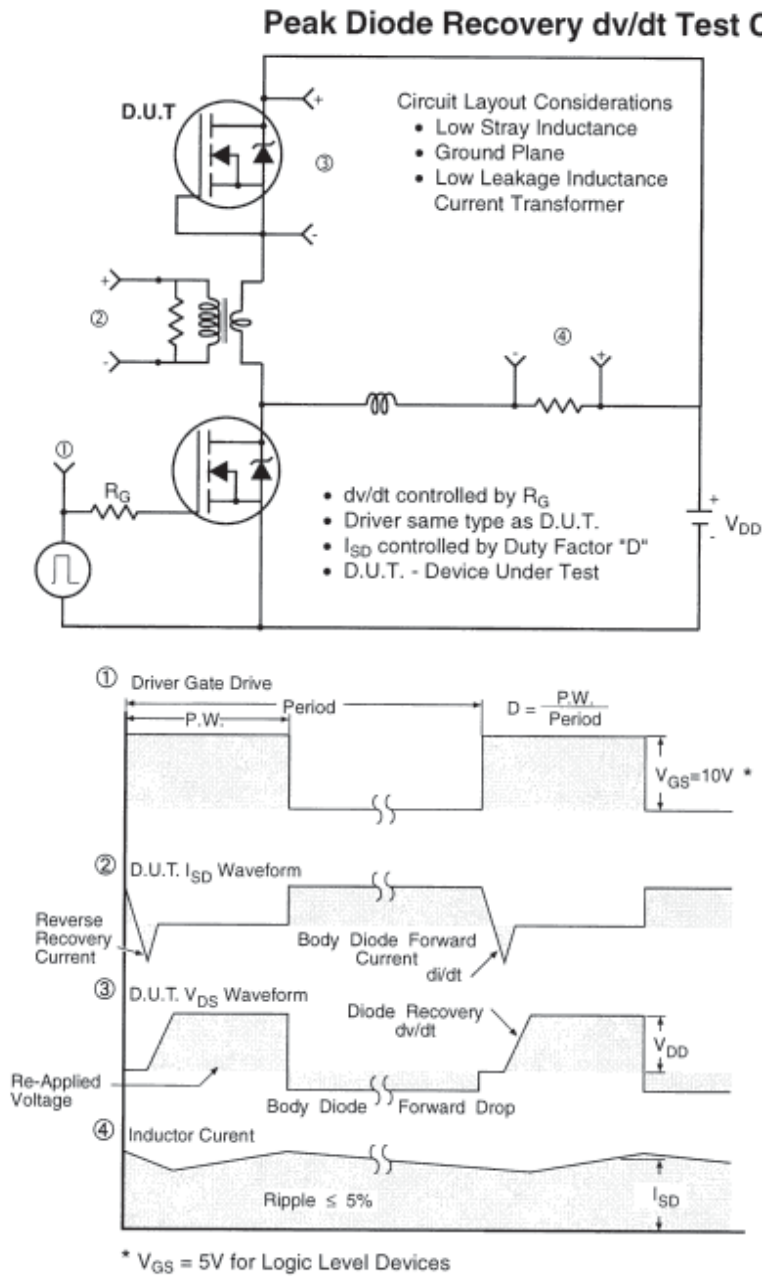 Peak Diode Recovery dv/dt Test C
D.U.T
+
Circuit Layout Considerations
• Low Stray Inductance
• Ground Plane
• Low Leakage Inductance
Current Transformer
③
-
+
②
-
④
- +
①
R_G
• dv/dt controlled by R_G
• Driver same type as D.U.T.
• I_SD controlled by Duty Factor "D"
• D.U.T. - Device Under Test
+
V_DD
-
① Driver Gate Drive
Period
P.W.
D = P.W. / Period
V_GS=10V *
② D.U.T. I_SD Waveform
Reverse
Recovery
Current
Body Diode Forward
Current
di/dt
③ D.U.T. V_DS Waveform
Diode Recovery
dv/dt
V_DD
Re-Applied
Voltage
Body Diode Forward Drop
④ Inductor Curent
Ripple ≤ 5%
I_SD
* V_GS = 5V for Logic Level Devices